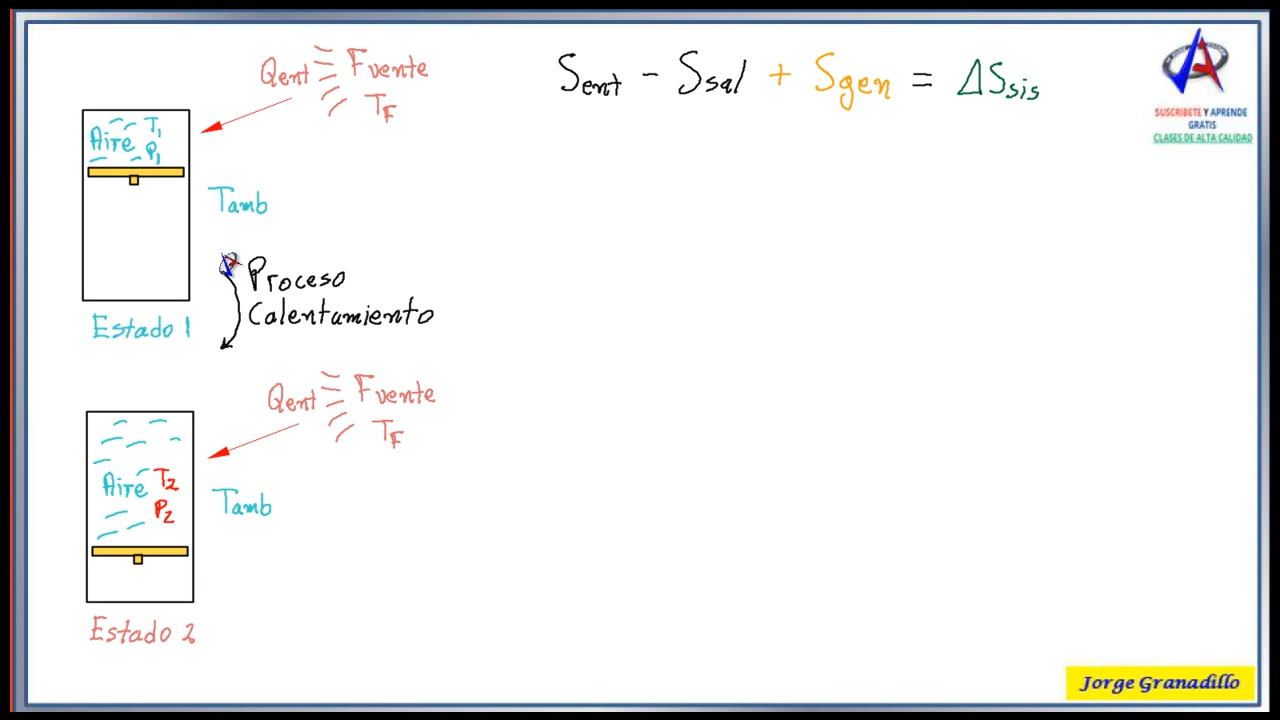 Qent Fuente
TF
Sent - Ssal + Sgen = ΔSsis
SUSCRIBETE Y APRENDE
GRATIS
CLASES DE ALTA CALIDAD
Aire T1
P1
Tamb
Proceso
Calentamiento
Estado 1
Qent Fuente
TF
Aire T2
P2
Tamb
Estado 2
Jorge Granadillo